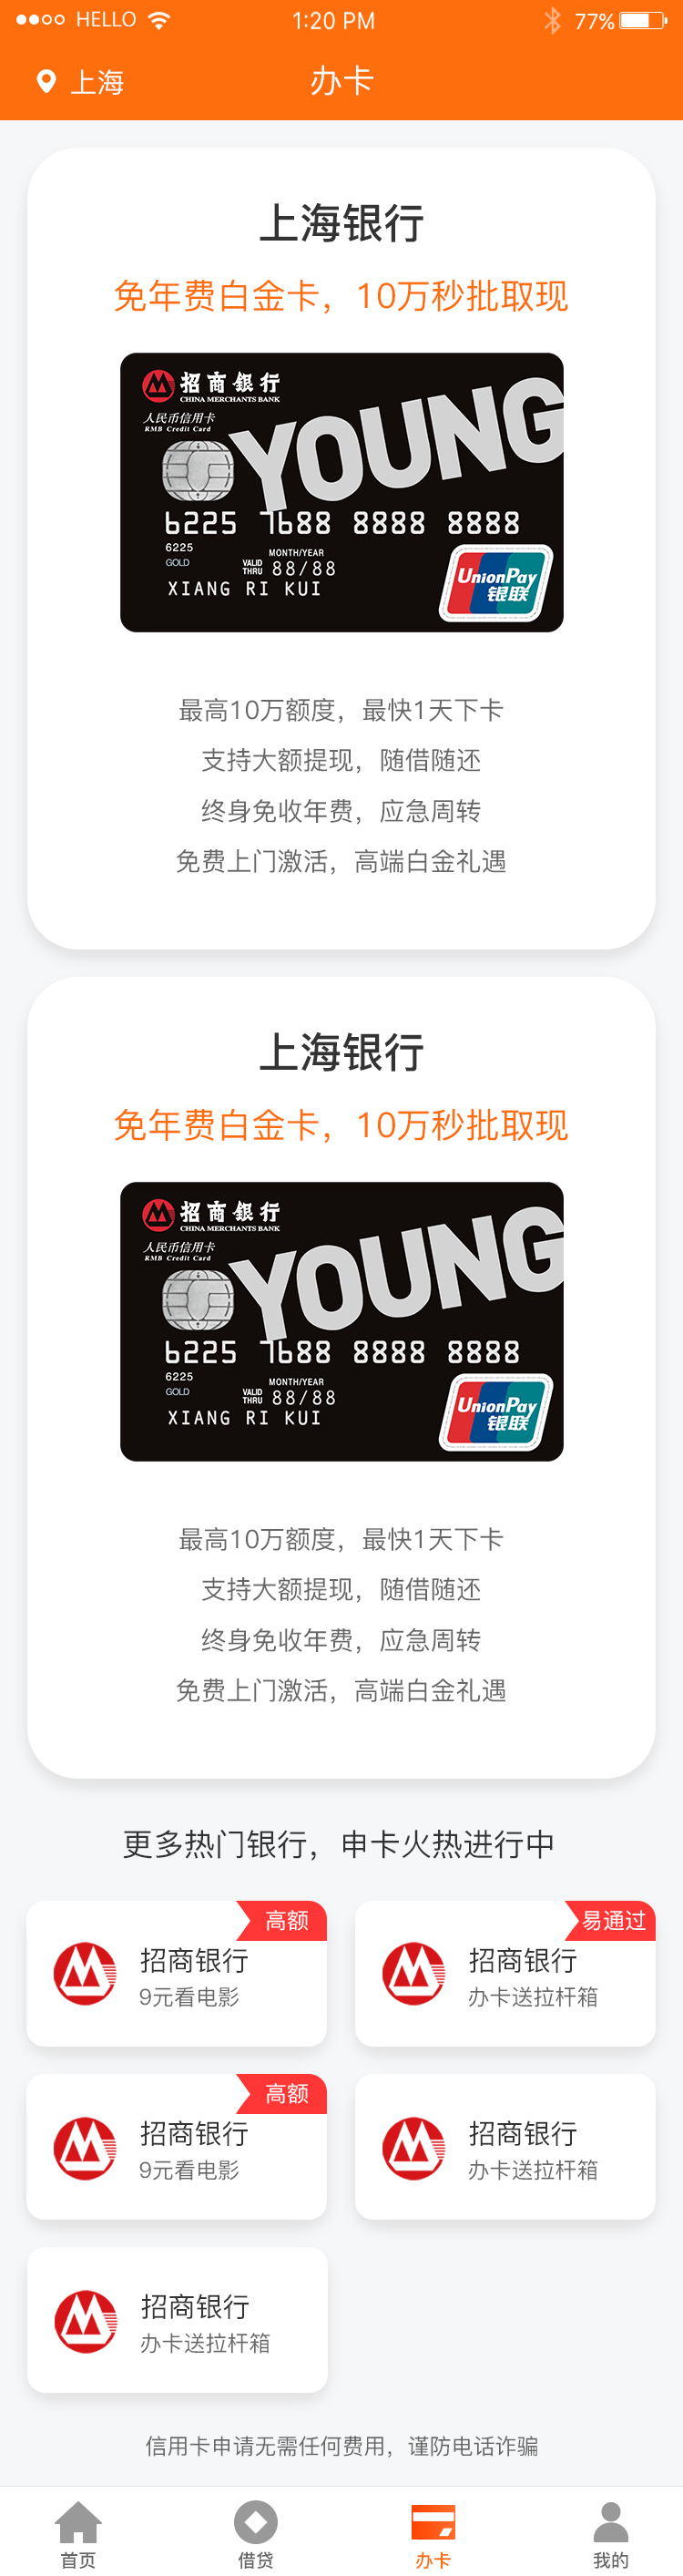 HELLO 1:20 PM 77%
上海 办卡
上海银行
免年费白金卡，10万秒批取现
招商银行
CHINA MERCHANTS BANK
人民币信用卡
RMB Credit Card
YOUNG
6225 7688 8888 8888
6225
GOLD
MONTH/YEAR
VALID THRU 88/88
XIANG RI KUI
UnionPay
银联
最高10万额度，最快1天下卡
支持大额提现，随借随还
终身免收年费，应急周转
免费上门激活，高端白金礼遇
上海银行
免年费白金卡，10万秒批取现
招商银行
CHINA MERCHANTS BANK
人民币信用卡
RMB Credit Card
YOUNG
6225 7688 8888 8888
6225
GOLD
MONTH/YEAR
VALID THRU 88/88
XIANG RI KUI
UnionPay
银联
最高10万额度，最快1天下卡
支持大额提现，随借随还
终身免收年费，应急周转
免费上门激活，高端白金礼遇
更多热门银行，申卡火热进行中
高额
招商银行
9元看电影
易通过
招商银行
办卡送拉杆箱
高额
招商银行
9元看电影
招商银行
办卡送拉杆箱
招商银行
办卡送拉杆箱
信用卡申请无需任何费用，谨防电话诈骗
首页 借贷 办卡 我的